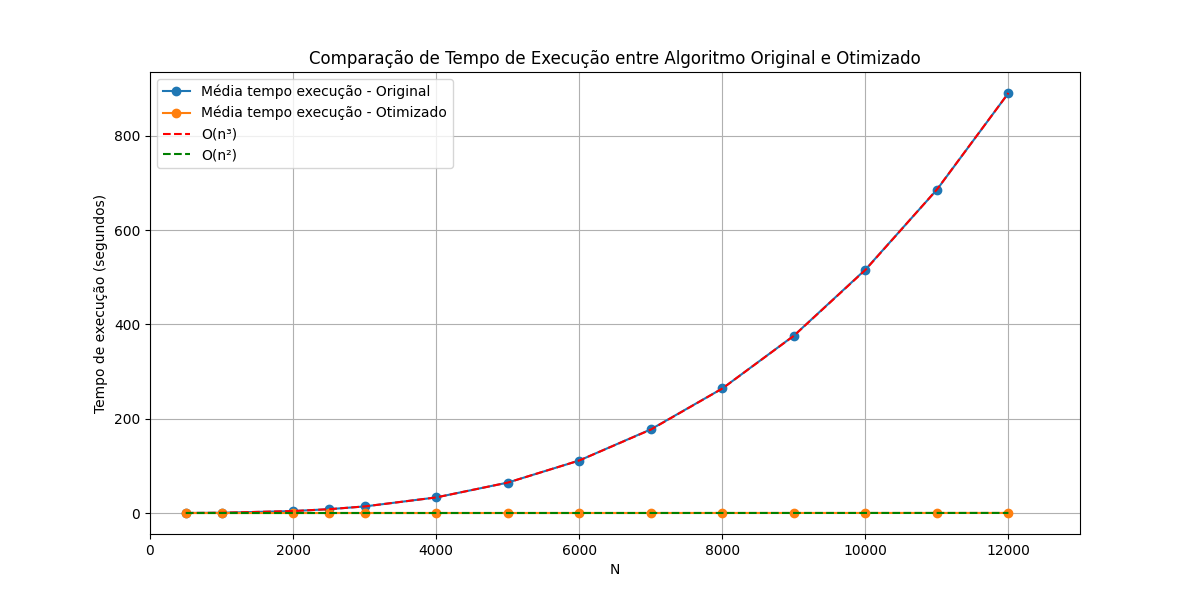 Comparação de Tempo de Execução entre Algoritmo Original e Otimizado
Média tempo execução - Original
Média tempo execução - Otimizado
O(n³)
O(n²)
Tempo de execução (segundos)
800
600
400
200
0
0 2000 4000 6000 8000 10000 12000
N